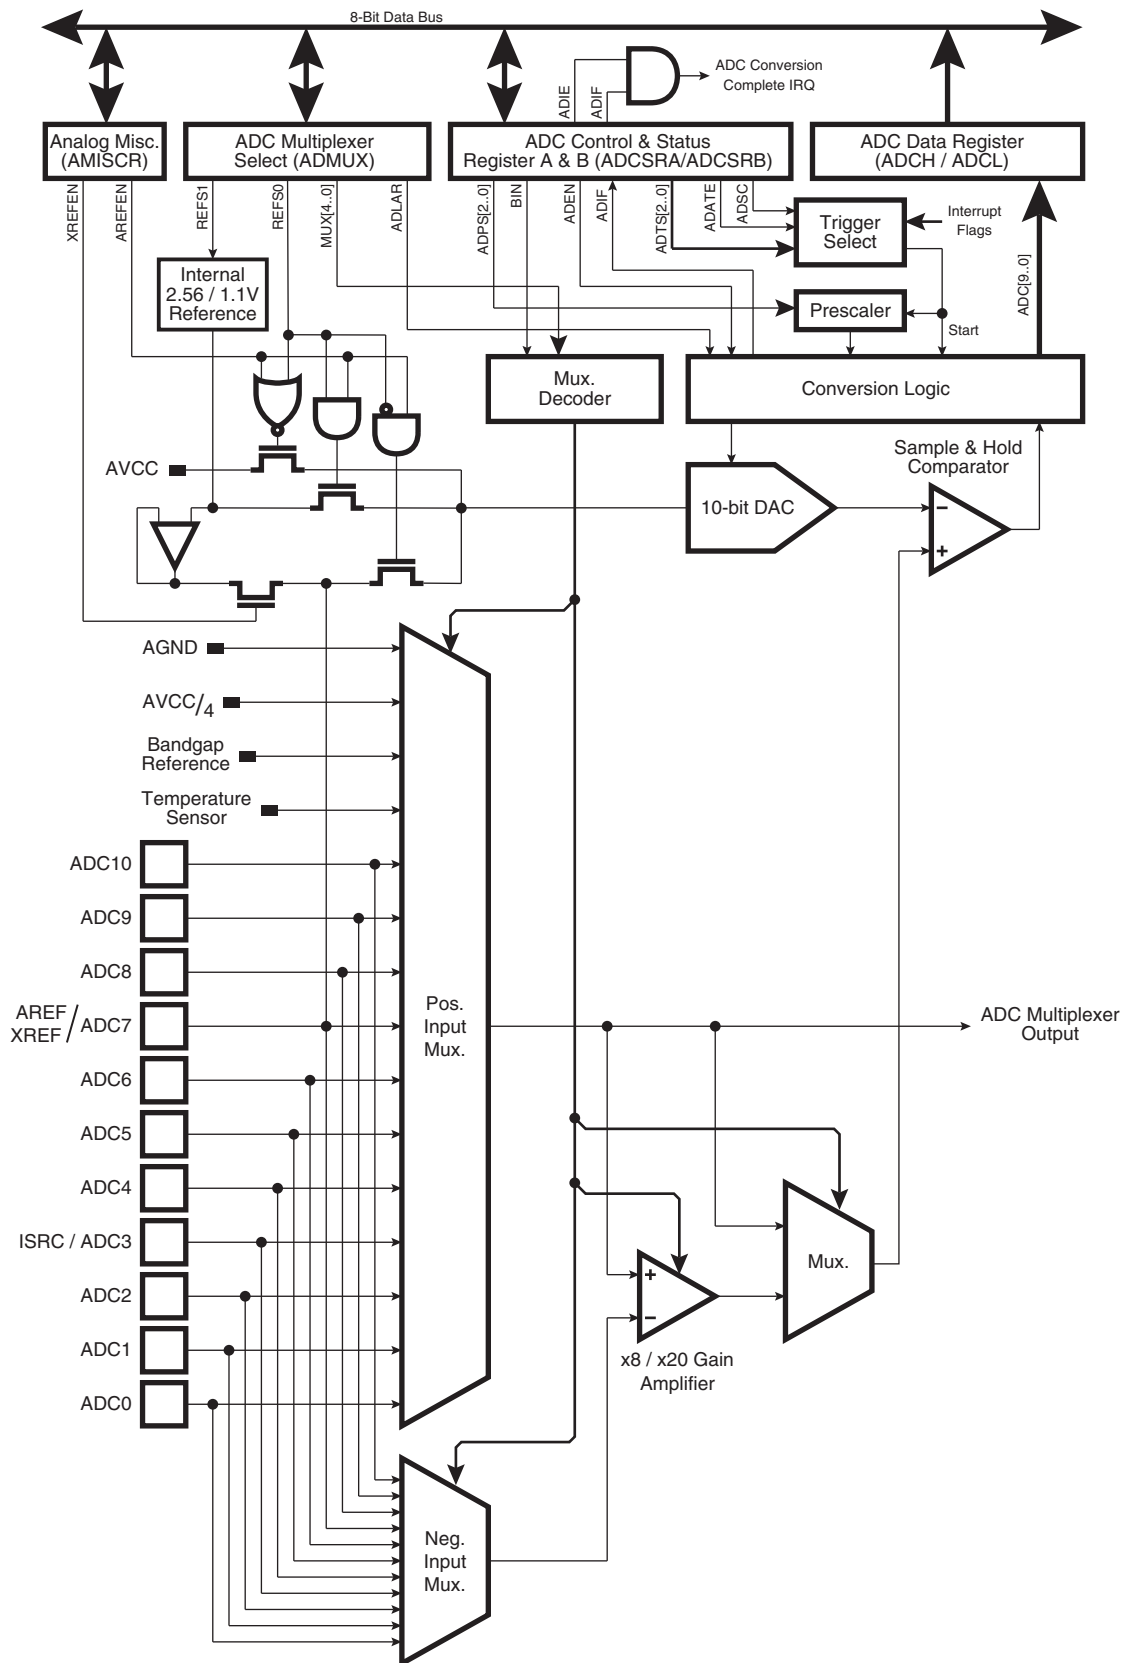 8-Bit Data Bus
ADIE
ADIF
ADC Conversion
Complete IRQ
Analog Misc.
(AMISCR)
ADC Multiplexer
Select (ADMUX)
ADC Control & Status
Register A & B (ADCSRA/ADCSRB)
ADC Data Register
(ADCH / ADCL)
XREFEN
AREFEN
REFS1
REFS0
MUX[4..0]
ADLAR
ADPS[2..0]
BIN
ADEN
ADIF
ADTS[2..0]
ADATE
ADSC
Trigger
Select
Interrupt
Flags
ADC[9..0]
Internal
2.56 / 1.1V
Reference
Prescaler
Start
Mux.
Decoder
Conversion Logic
AVCC
Sample & Hold
Comparator
10-bit DAC
−
+
AGND
AVCC/4
Bandgap
Reference
Temperature
Sensor
ADC10
ADC9
ADC8
AREF
XREF / ADC7
Pos.
Input
Mux.
ADC Multiplexer
Output
ADC6
ADC5
ADC4
ISRC / ADC3
ADC2
ADC1
ADC0
Mux.
+
−
x8 / x20 Gain
Amplifier
Neg.
Input
Mux.